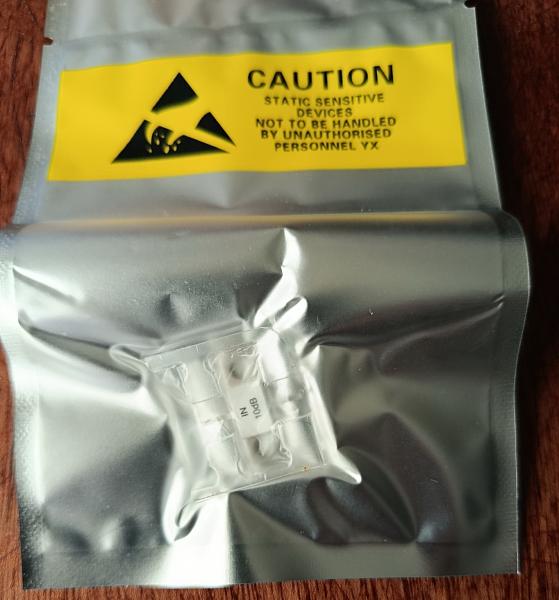 CAUTION
STATIC SENSITIVE
DEVICES
NOT TO BE HANDLED
BY UNAUTHORISED
PERSONNEL YX
10dB
IN